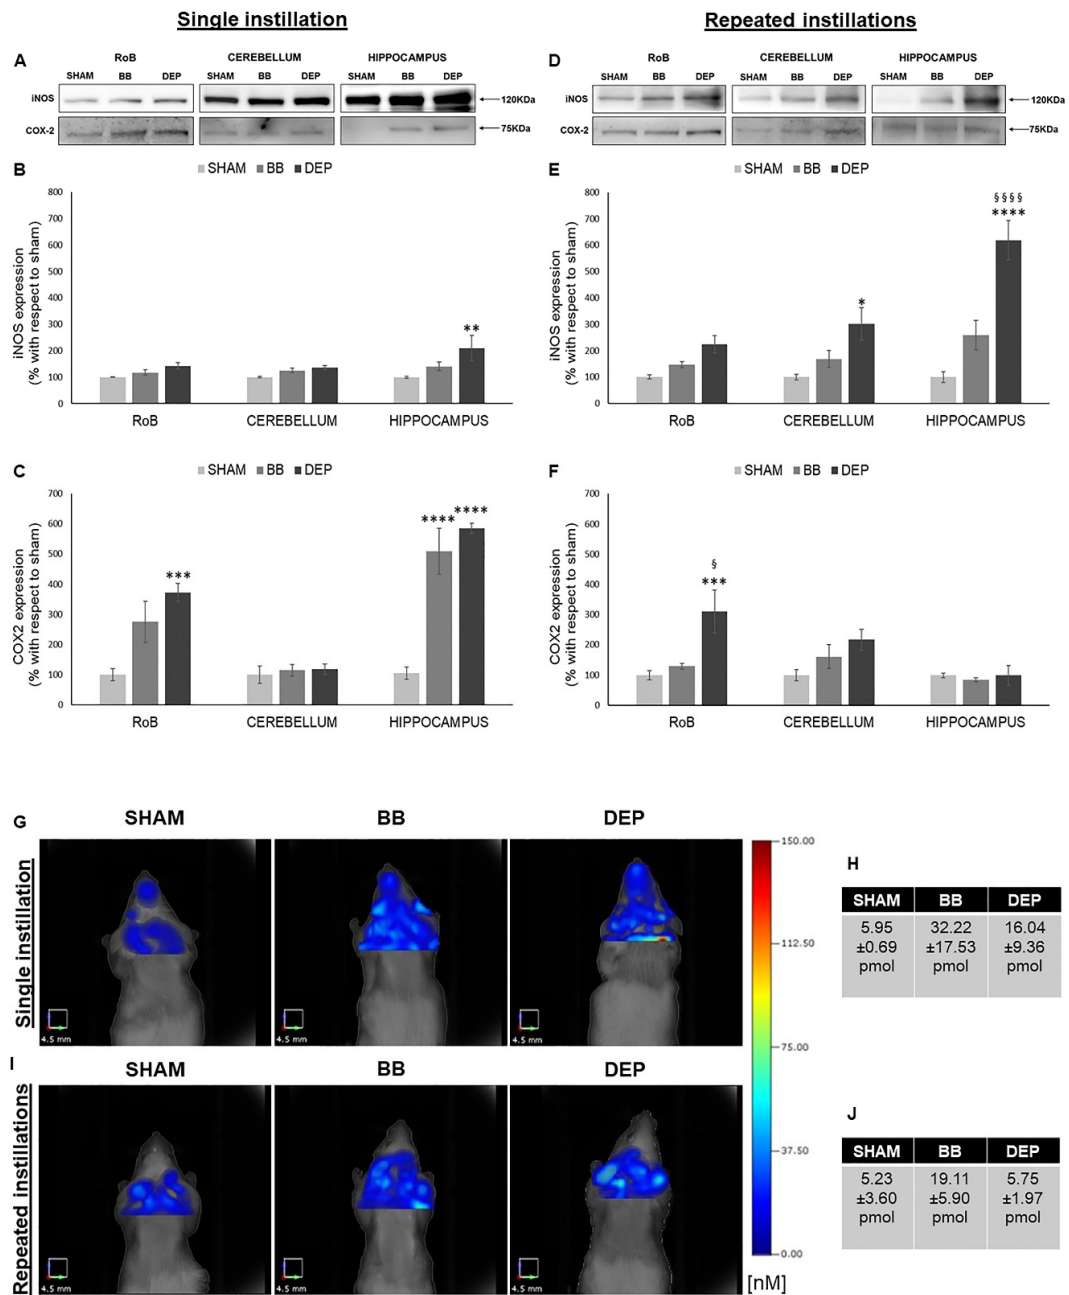 Single instillation
Repeated instillations
A
RoB
CEREBELLUM
HIPPOCAMPUS
SHAM BB DEP SHAM BB DEP SHAM BB DEP
iNOS
120KDa
COX-2
75KDa
D
RoB
CEREBELLUM
HIPPOCAMPUS
SHAM BB DEP SHAM BB DEP SHAM BB DEP
iNOS
120KDa
COX-2
75KDa
B
SHAM BB DEP
iNOS expression
(% with respect to sham)
800
700
600
500
400
300
200
100
0
**
RoB CEREBELLUM HIPPOCAMPUS
E
SHAM BB DEP
iNOS expression
(% with respect to sham)
800
700
600
500
400
300
200
100
0
*
§§§§
****
RoB CEREBELLUM HIPPOCAMPUS
C
SHAM BB DEP
COX2 expression
(% with respect to sham)
700
600
500
400
300
200
100
0
***
**** ****
RoB CEREBELLUM HIPPOCAMPUS
F
SHAM BB DEP
COX2 expression
(% with respect to sham)
700
600
500
400
300
200
100
0
§
***
RoB CEREBELLUM HIPPOCAMPUS
G
SHAM BB DEP
Single instillation
4.5 mm
4.5 mm
4.5 mm
I
SHAM BB DEP
Repeated instillations
4.5 mm
4.5 mm
4.5 mm
150.00
112.50
75.00
37.50
0.00
[nM]
H
SHAM BB DEP
5.95 32.22 16.04
±0.69 ±17.53 ±9.36
pmol pmol pmol
J
SHAM BB DEP
5.23 19.11 5.75
±3.60 ±5.90 ±1.97
pmol pmol pmol